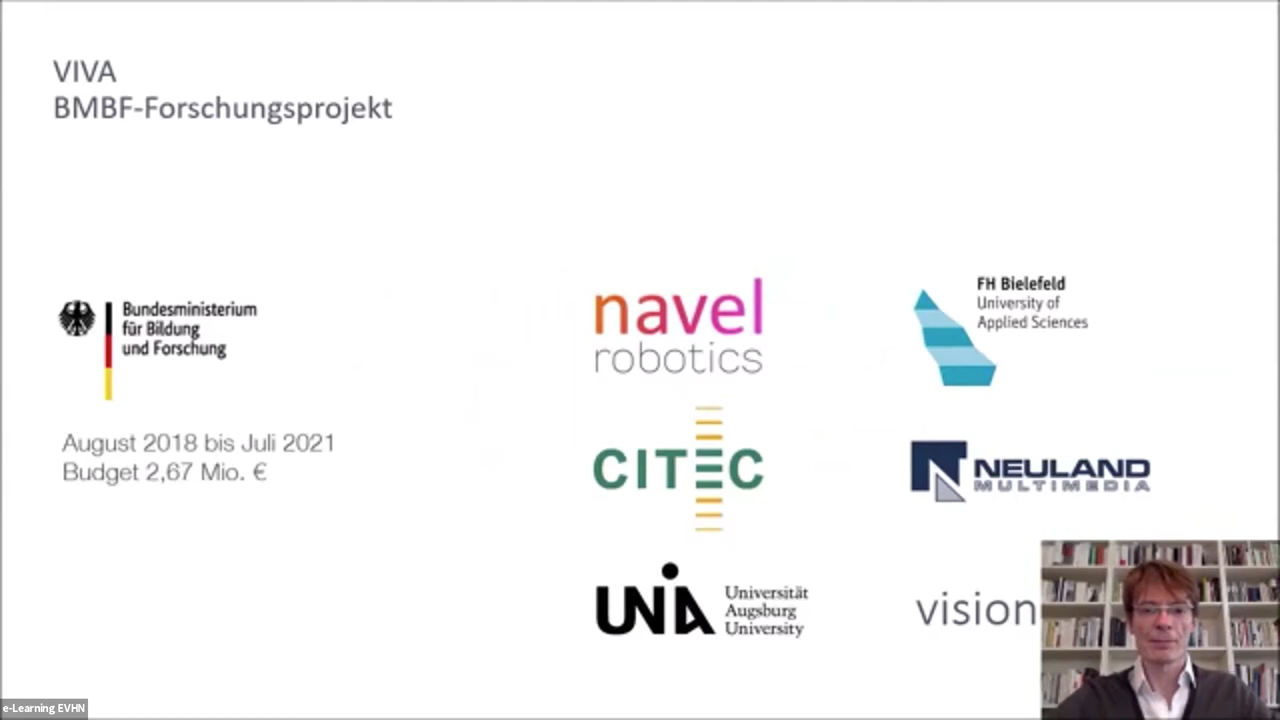 VIVA
BMBF-Forschungsprojekt
Bundesministerium
für Bildung
und Forschung
August 2018 bis Juli 2021
Budget 2,67 Mio. €
navel
robotics
CITEC
UNIA
Universität
Augsburg
University
FH Bielefeld
University of
Applied Sciences
NEULAND
MULTIMEDIA
vision
e-Learning EVHN